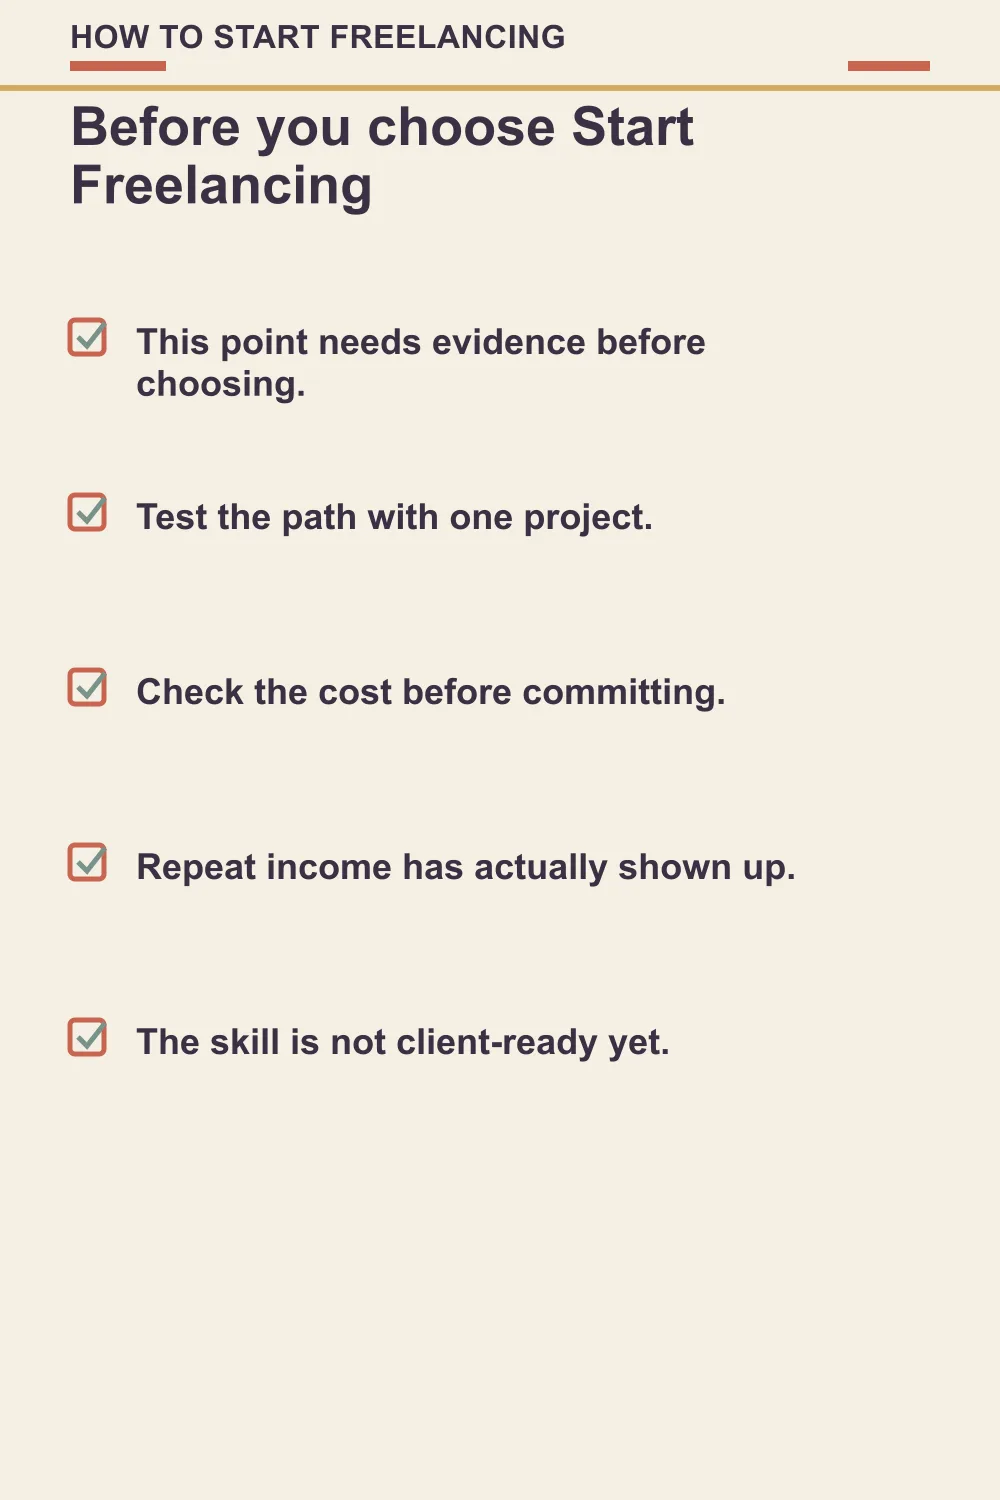 HOW TO START FREELANCING
Before you choose Start
Freelancing
This point needs evidence before
choosing.
Test the path with one project.
Check the cost before committing.
Repeat income has actually shown up.
The skill is not client-ready yet.